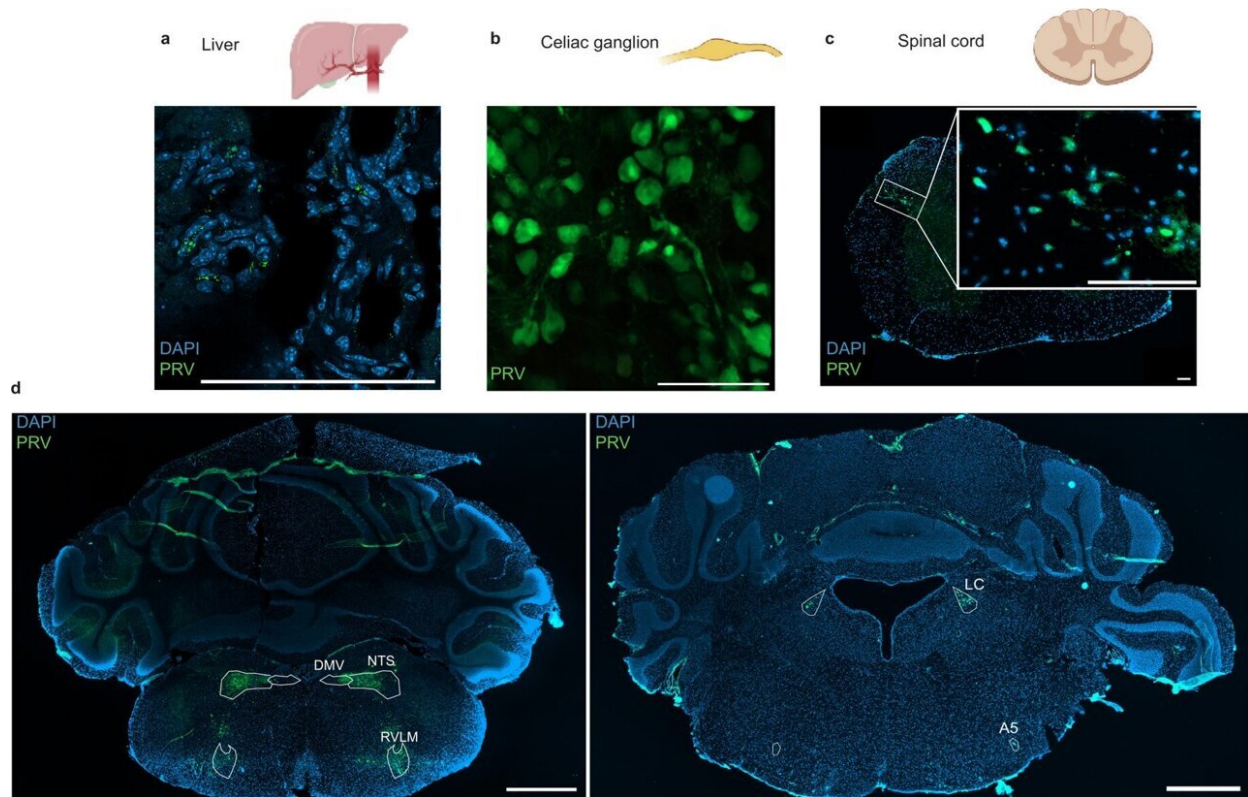 a Liver
b Celiac ganglion
c Spinal cord
DAPI
PRV
PRV
DAPI
PRV
d
DAPI
PRV
DMV NTS
RVLM
DAPI
PRV
LC
A5